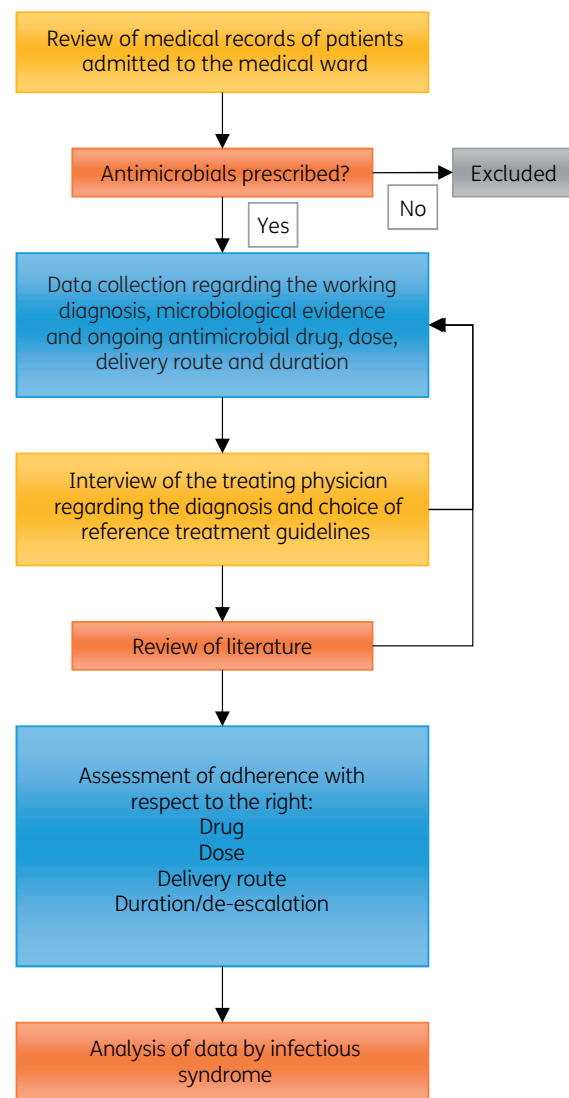 Review of medical records of patients
admitted to the medical ward
Antimicrobials prescribed?
Excluded
Yes
No
Data collection regarding the working
diagnosis, microbiological evidence
and ongoing antimicrobial drug, dose,
delivery route and duration
Interview of the treating physician
regarding the diagnosis and choice of
reference treatment guidelines
Review of literature
Assessment of adherence with
respect to the right:
Drug
Dose
Delivery route
Duration/de-escalation
Analysis of data by infectious
syndrome